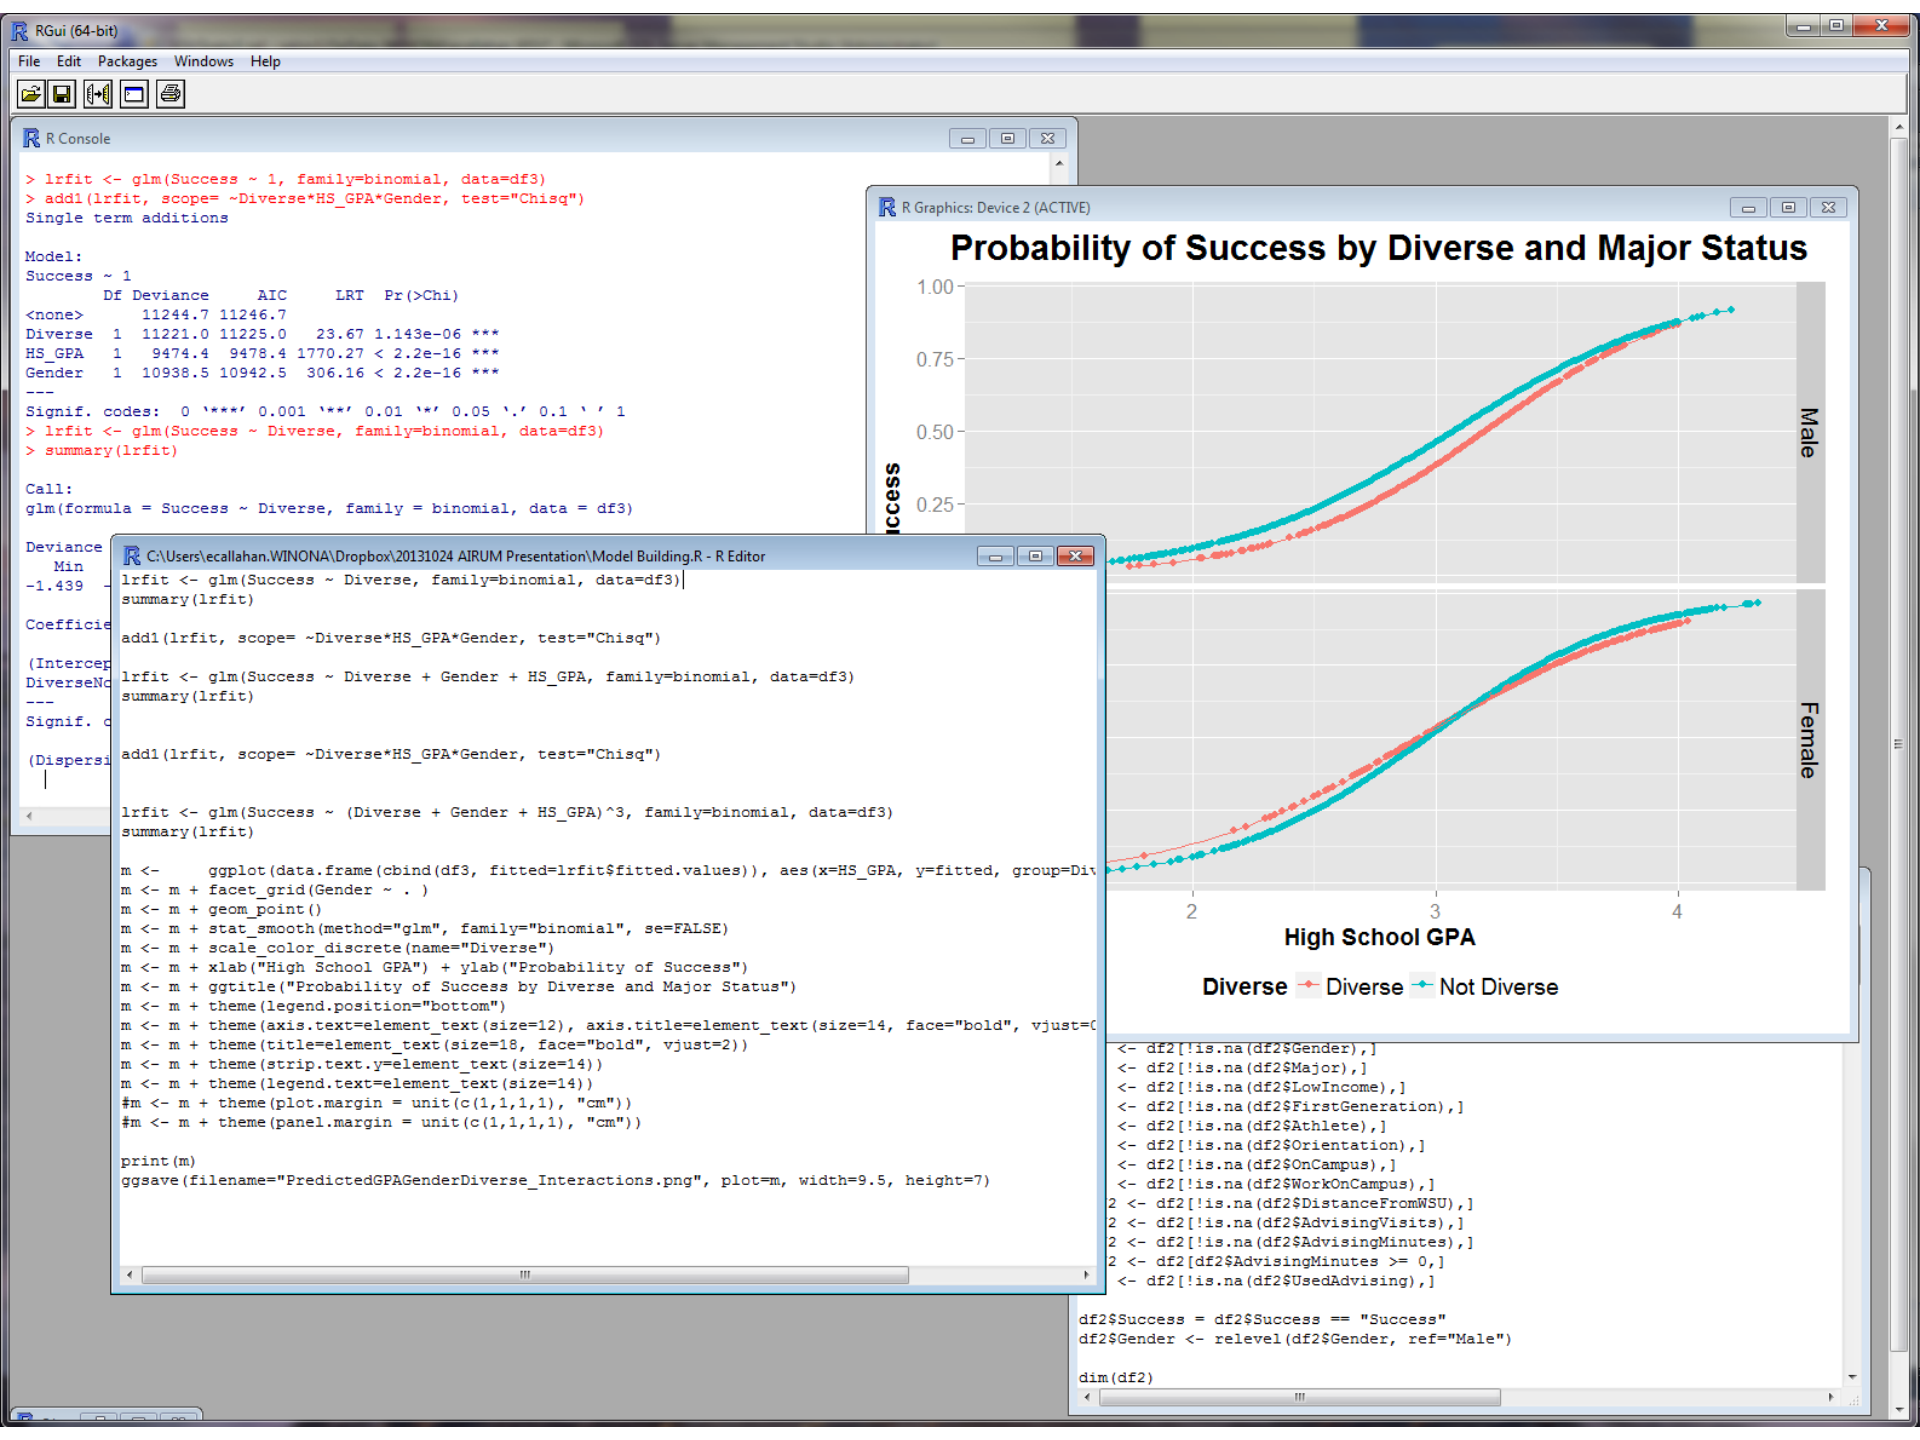 RGui (64-bit)
File Edit Packages Windows Help
R Console
> lrfit <- glm(Success ~ 1, family=binomial, data=df3)
> add1(lrfit, scope= ~Diverse*HS_GPA*Gender, test="Chisq")
Single term additions
Model:
Success ~ 1
Df Deviance AIC LRT Pr(>Chi)
<none> 11244.7 11246.7
Diverse 1 11221.0 11225.0 23.67 1.143e-06 ***
HS_GPA 1 9474.4 9478.4 1770.27 < 2.2e-16 ***
Gender 1 10938.5 10942.5 306.16 < 2.2e-16 ***
---
Signif. codes: 0 ‘***’ 0.001 ‘**’ 0.01 ‘*’ 0.05 ‘.’ 0.1 ‘ ’ 1
> lrfit <- glm(Success ~ Diverse, family=binomial, data=df3)
> summary(lrfit)
Call:
glm(formula = Success ~ Diverse, family = binomial, data = df3)
Deviance
Min
-1.439
Coefficie
(Intercep
DiverseNo
---
Signif. c
(Dispersi
R Graphics: Device 2 (ACTIVE)
Probability of Success by Diverse and Major Status
1.00
0.75
0.50
0.25
uccess
Male
Female
2 3 4
High School GPA
Diverse Diverse Not Diverse
C:\Users\ecallahan.WINONA\Dropbox\20131024 AIRUM Presentation\Model Building.R - R Editor
lrfit <- glm(Success ~ Diverse, family=binomial, data=df3)
summary(lrfit)
add1(lrfit, scope= ~Diverse*HS_GPA*Gender, test="Chisq")
lrfit <- glm(Success ~ Diverse + Gender + HS_GPA, family=binomial, data=df3)
summary(lrfit)
add1(lrfit, scope= ~Diverse*HS_GPA*Gender, test="Chisq")
lrfit <- glm(Success ~ (Diverse + Gender + HS_GPA)^3, family=binomial, data=df3)
summary(lrfit)
m <- ggplot(data.frame(cbind(df3, fitted=lrfit$fitted.values)), aes(x=HS_GPA, y=fitted, group=Div
m <- m + facet_grid(Gender ~ . )
m <- m + geom_point()
m <- m + stat_smooth(method="glm", family="binomial", se=FALSE)
m <- m + scale_color_discrete(name="Diverse")
m <- m + xlab("High School GPA") + ylab("Probability of Success")
m <- m + ggtitle("Probability of Success by Diverse and Major Status")
m <- m + theme(legend.position="bottom")
m <- m + theme(axis.text=element_text(size=12), axis.title=element_text(size=14, face="bold", vjust=0
m <- m + theme(title=element_text(size=18, face="bold", vjust=2))
m <- m + theme(strip.text.y=element_text(size=14))
m <- m + theme(legend.text=element_text(size=14))
#m <- m + theme(plot.margin = unit(c(1,1,1,1), "cm"))
#m <- m + theme(panel.margin = unit(c(1,1,1,1), "cm"))
print(m)
ggsave(filename="PredictedGPAGenderDiverse_Interactions.png", plot=m, width=9.5, height=7)
<- df2[!is.na(df2$Gender),]
<- df2[!is.na(df2$Major),]
<- df2[!is.na(df2$LowIncome),]
<- df2[!is.na(df2$FirstGeneration),]
<- df2[!is.na(df2$Athlete),]
<- df2[!is.na(df2$Orientation),]
<- df2[!is.na(df2$OnCampus),]
<- df2[!is.na(df2$WorkOnCampus),]
2 <- df2[!is.na(df2$DistanceFromWSU),]
2 <- df2[!is.na(df2$AdvisingVisits),]
2 <- df2[!is.na(df2$AdvisingMinutes),]
2 <- df2[df2$AdvisingMinutes >= 0,]
<- df2[!is.na(df2$UsedAdvising),]
df2$Success = df2$Success == "Success"
df2$Gender <- relevel(df2$Gender, ref="Male")
dim(df2)